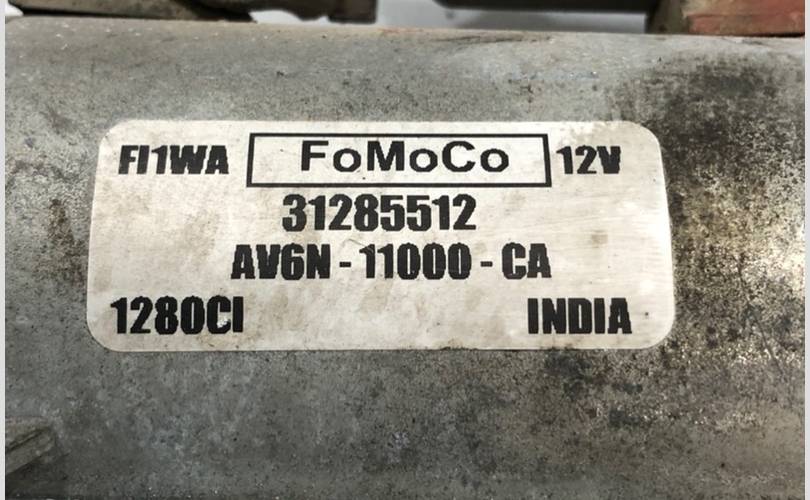 FI1WA FoMoCo 12V
31285512
AV6N - 11000 - CA
1280CI INDIA